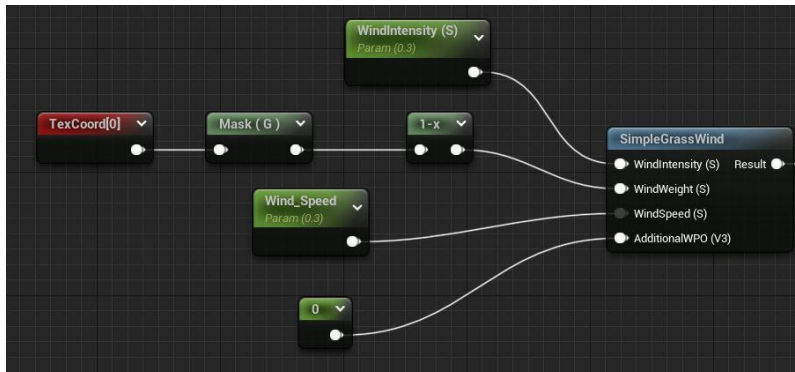 WindIntensity (S)
Param (0.3)
TexCoord[0]
Mask ( G )
1-x
SimpleGrassWind
WindIntensity (S) Result
WindWeight (S)
Wind_Speed
Param (0.3)
WindSpeed (S)
AdditionalWPO (V3)
0